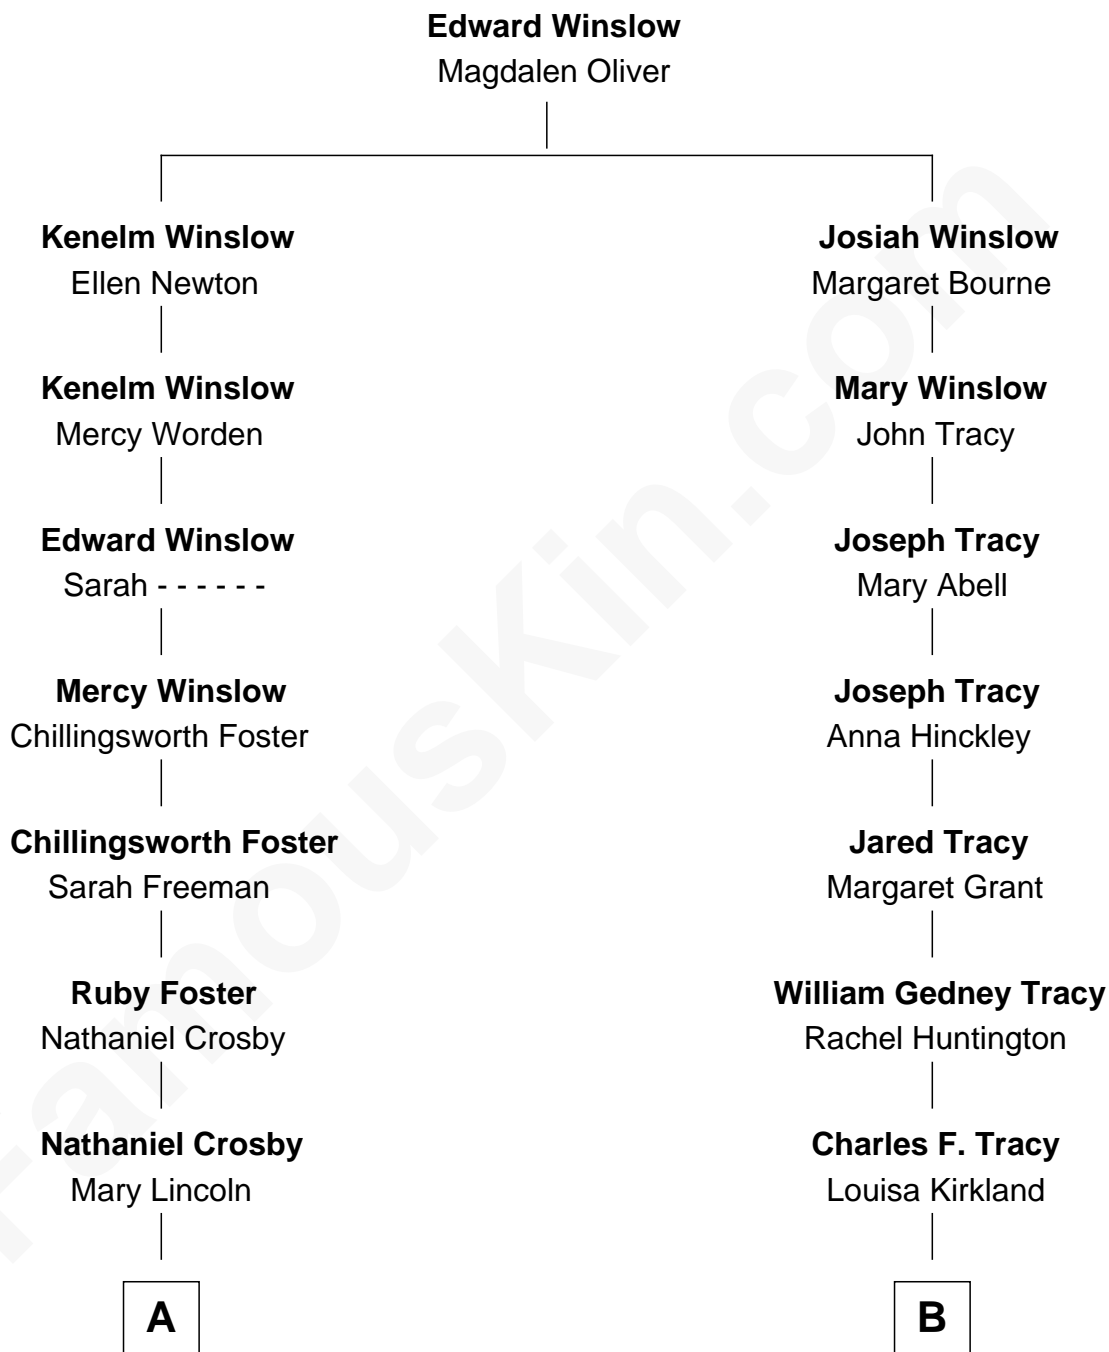 Edward Winslow
Magdalen Oliver
Kenelm Winslow
Ellen Newton
Josiah Winslow
Margaret Bourne
Kenelm Winslow
Mercy Worden
Mary Winslow
John Tracy
Edward Winslow
Sarah - - - - - -
Joseph Tracy
Mary Abell
Mercy Winslow
Chillingsworth Foster
Joseph Tracy
Anna Hinckley
Chillingsworth Foster
Sarah Freeman
Jared Tracy
Margaret Grant
Ruby Foster
Nathaniel Crosby
William Gedney Tracy
Rachel Huntington
Nathaniel Crosby
Mary Lincoln
Charles F. Tracy
Louisa Kirkland
A
B
FamousKin.com